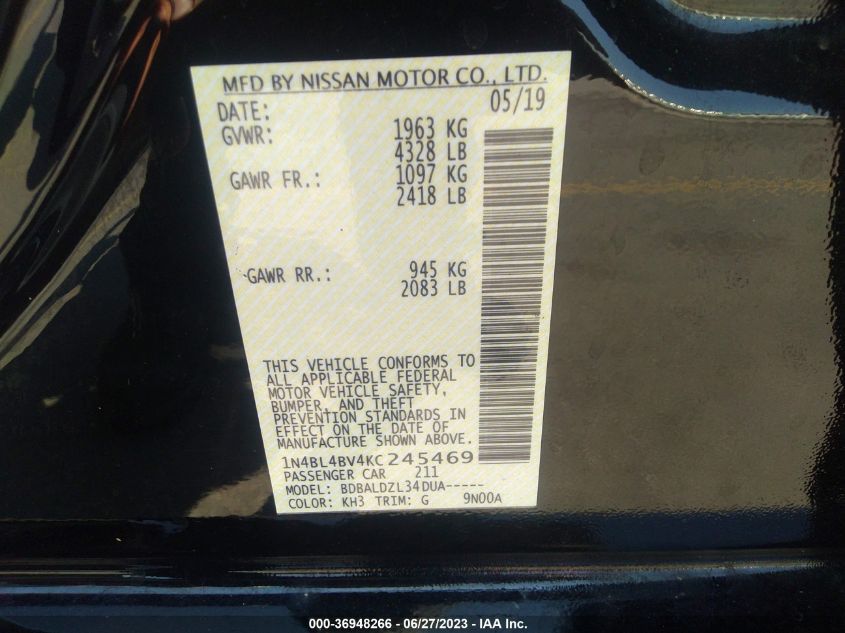 MFD BY NISSAN MOTOR CO., LTD.
DATE: 05/19
GVWR: 1963 KG
4328 LB
GAWR FR.: 1097 KG
2418 LB
GAWR RR.: 945 KG
2083 LB
THIS VEHICLE CONFORMS TO
ALL APPLICABLE FEDERAL
MOTOR VEHICLE SAFETY,
BUMPER, AND THEFT
PREVENTION STANDARDS IN
EFFECT ON THE DATE OF
MANUFACTURE SHOWN ABOVE.
1N4BL4BV4KC245469
PASSENGER CAR 211
MODEL: BDBALDZL34DUA-----
COLOR: KH3 TRIM: G 9N00A
000-36948266 - 06/27/2023 - IAA Inc.